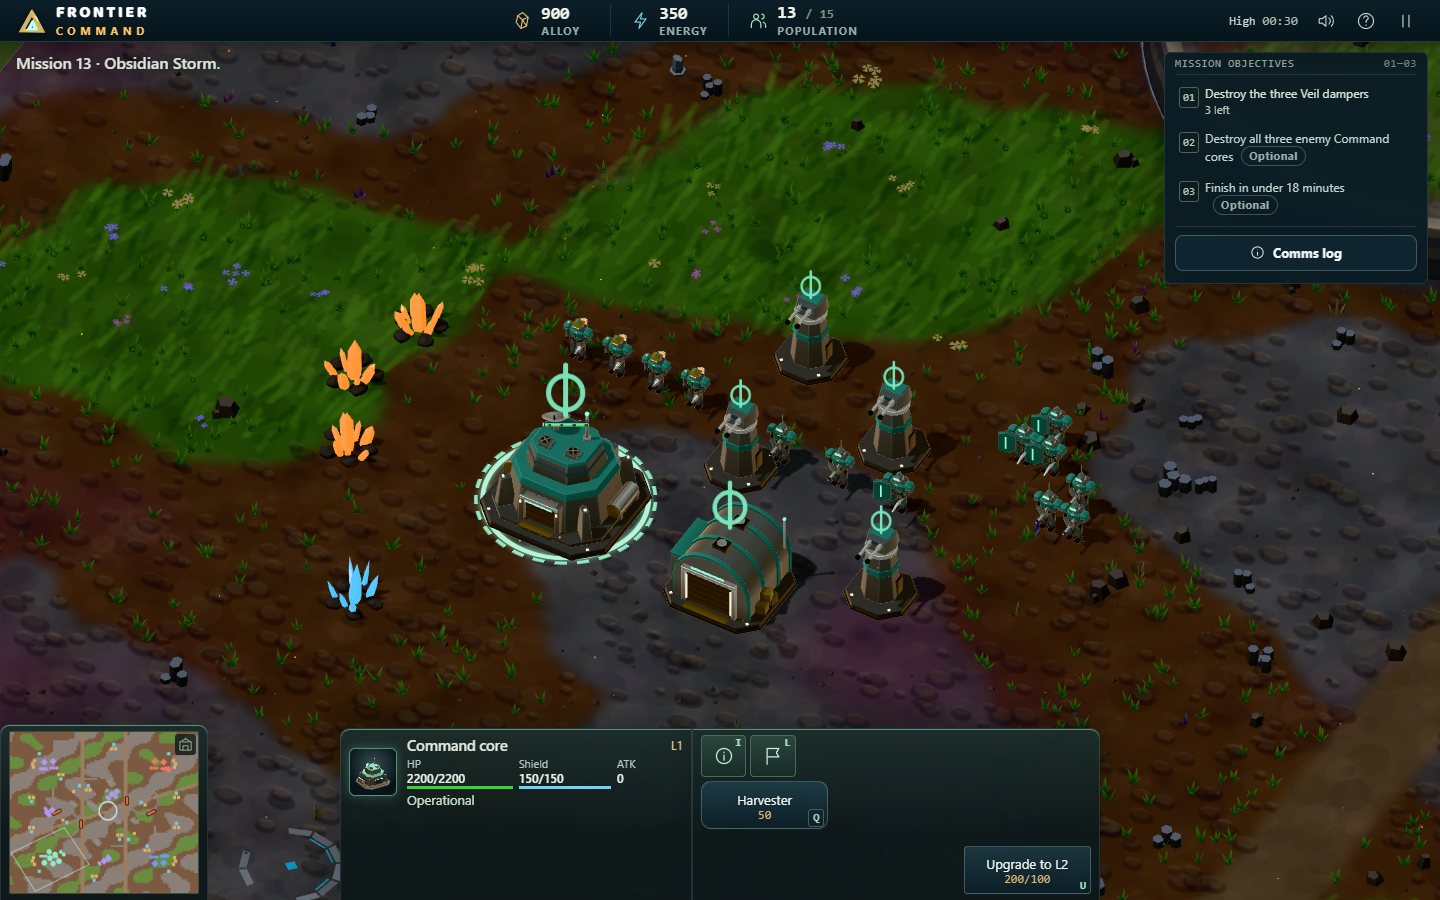 FRONTIER
COMMAND
900
ALLOY
350
ENERGY
13 / 15
POPULATION
High 00:30
Mission 13 · Obsidian Storm.
MISSION OBJECTIVES 01—03
01 Destroy the three Veil dampers
3 left
02 Destroy all three enemy Command
cores Optional
03 Finish in under 18 minutes
Optional
Comms log
Command core L1
HP Shield ATK
2200/2200 150/150 0
Operational
I L
Harvester
50 Q
Upgrade to L2
200/100 U